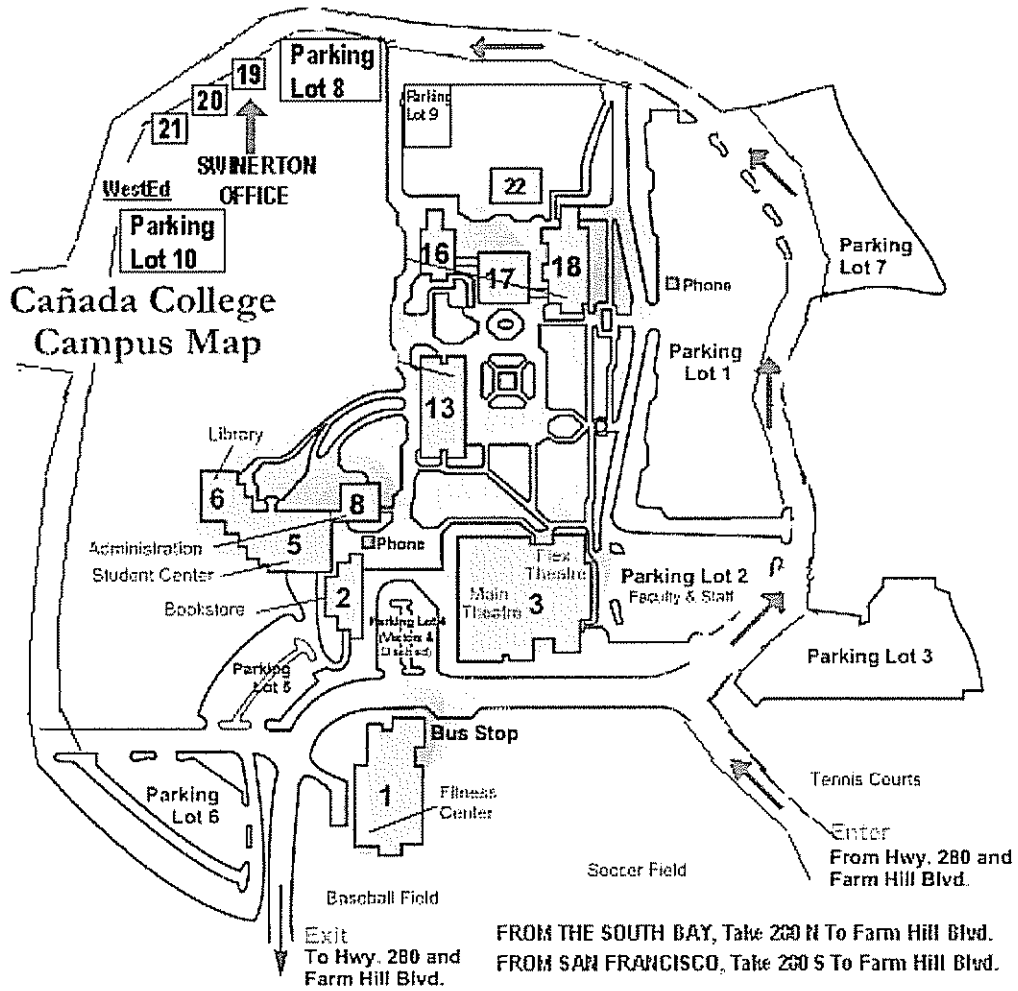 Parking
Lot 8
19
20
21
Parking
Lot 9
SWINERTON
OFFICE
WestEd
22
Parking
Lot 10
16
17
18
Parking
Lot 7
Phone
Cañada College
Campus Map
Parking
Lot 1
13
Library
6
8
Administration
5
Phone
Student Center
Flex
Theatre
Parking Lot 2
Faculty & Staff
Bookstore
2
Main
Theatre
3
Parking Lot 4
(Visitors &
Disabled)
Parking Lot 3
Parking
Lot 5
Bus Stop
Parking
Lot 6
1
Fitness
Center
Tennis Courts
Enter
From Hwy. 280 and
Farm Hill Blvd.
Soccer Field
Baseball Field
Exit
To Hwy. 280 and
Farm Hill Blvd.
FROM THE SOUTH BAY, Take 280 N To Farm Hill Blvd.
FROM SAN FRANCISCO, Take 280 S To Farm Hill Blvd.